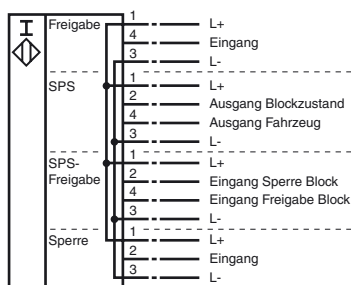 Freigabe 1 L+
4 Eingang
3 L-
SPS 1 L+
2 Ausgang Blockzustand
4 Ausgang Fahrzeug
3 L-
SPS- 1 L+
Freigabe 2 Eingang Sperre Block
4 Eingang Freigabe Block
3 L-
Sperre 1 L+
2 Eingang
3 L-